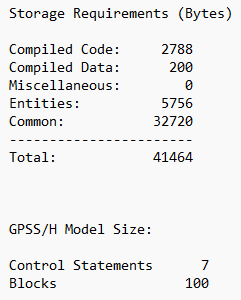 Storage Requirements (Bytes)
Compiled Code:      2788
Compiled Data:       200
Miscellaneous:         0
Entities:           5756
Common:            32720
-----------------------
Total:             41464
GPSS/H Model Size:
Control Statements      7
Blocks                100